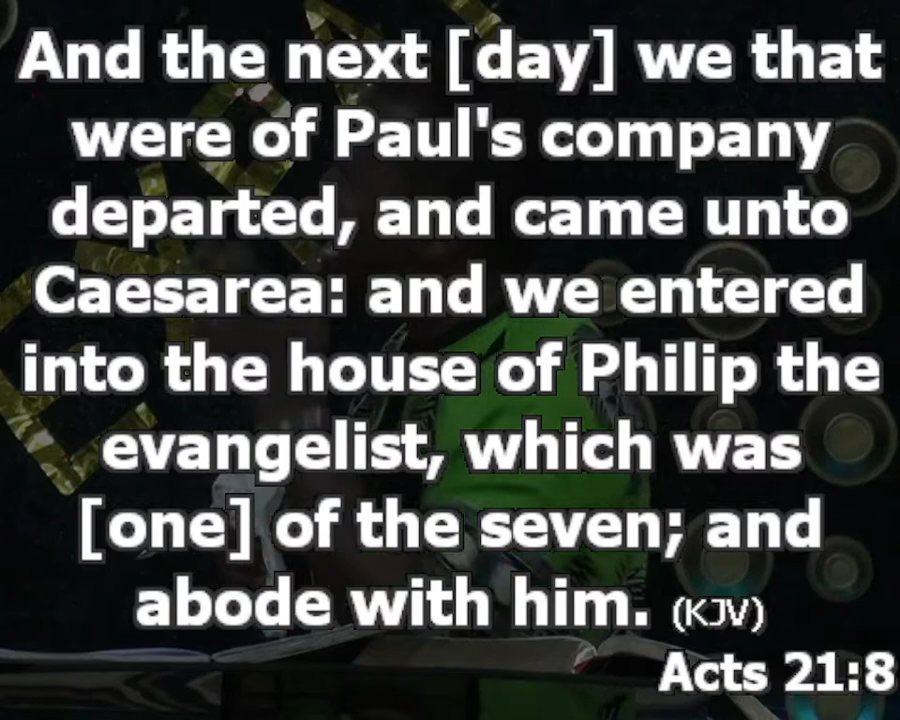 And the next [day] we that
were of Paul's company
departed, and came unto
Caesarea: and we entered
into the house of Philip the
evangelist, which was
[one] of the seven; and
abode with him. (KJV)
Acts 21:8